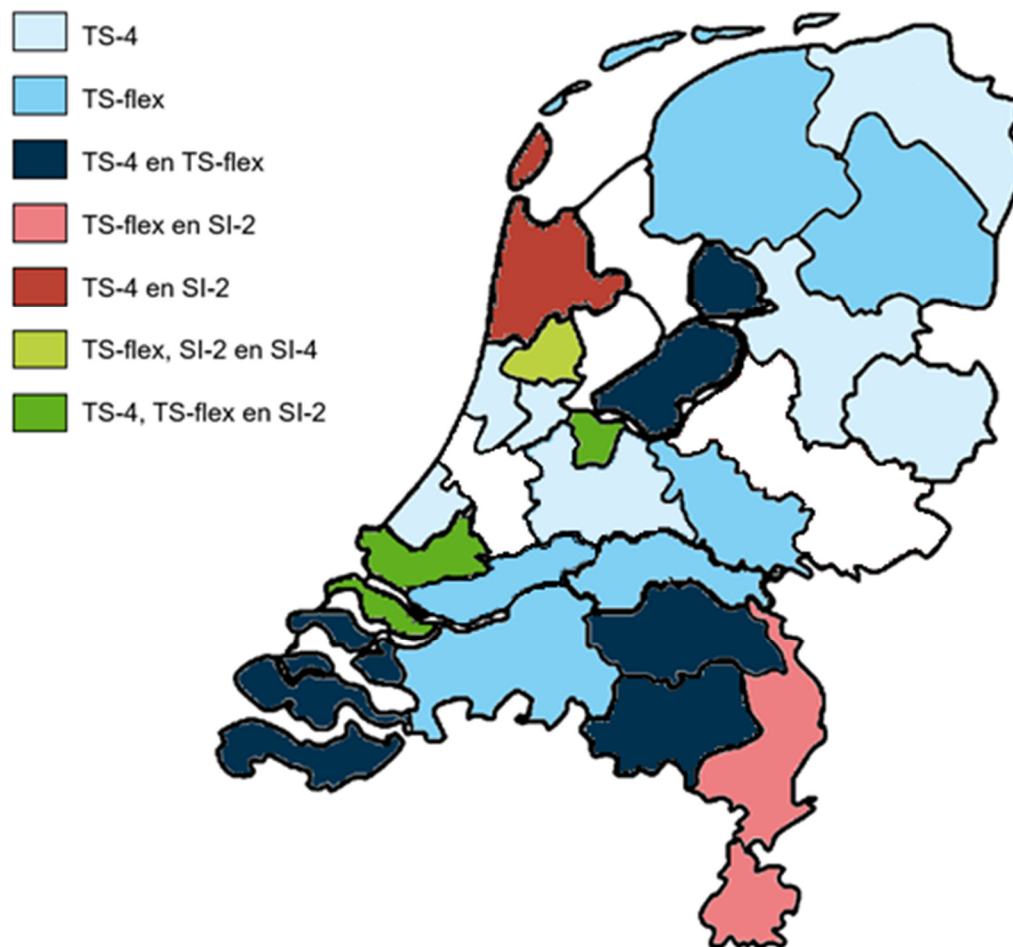 TS-4
TS-flex
TS-4 en TS-flex
TS-flex en SI-2
TS-4 en SI-2
TS-flex, SI-2 en SI-4
TS-4, TS-flex en SI-2